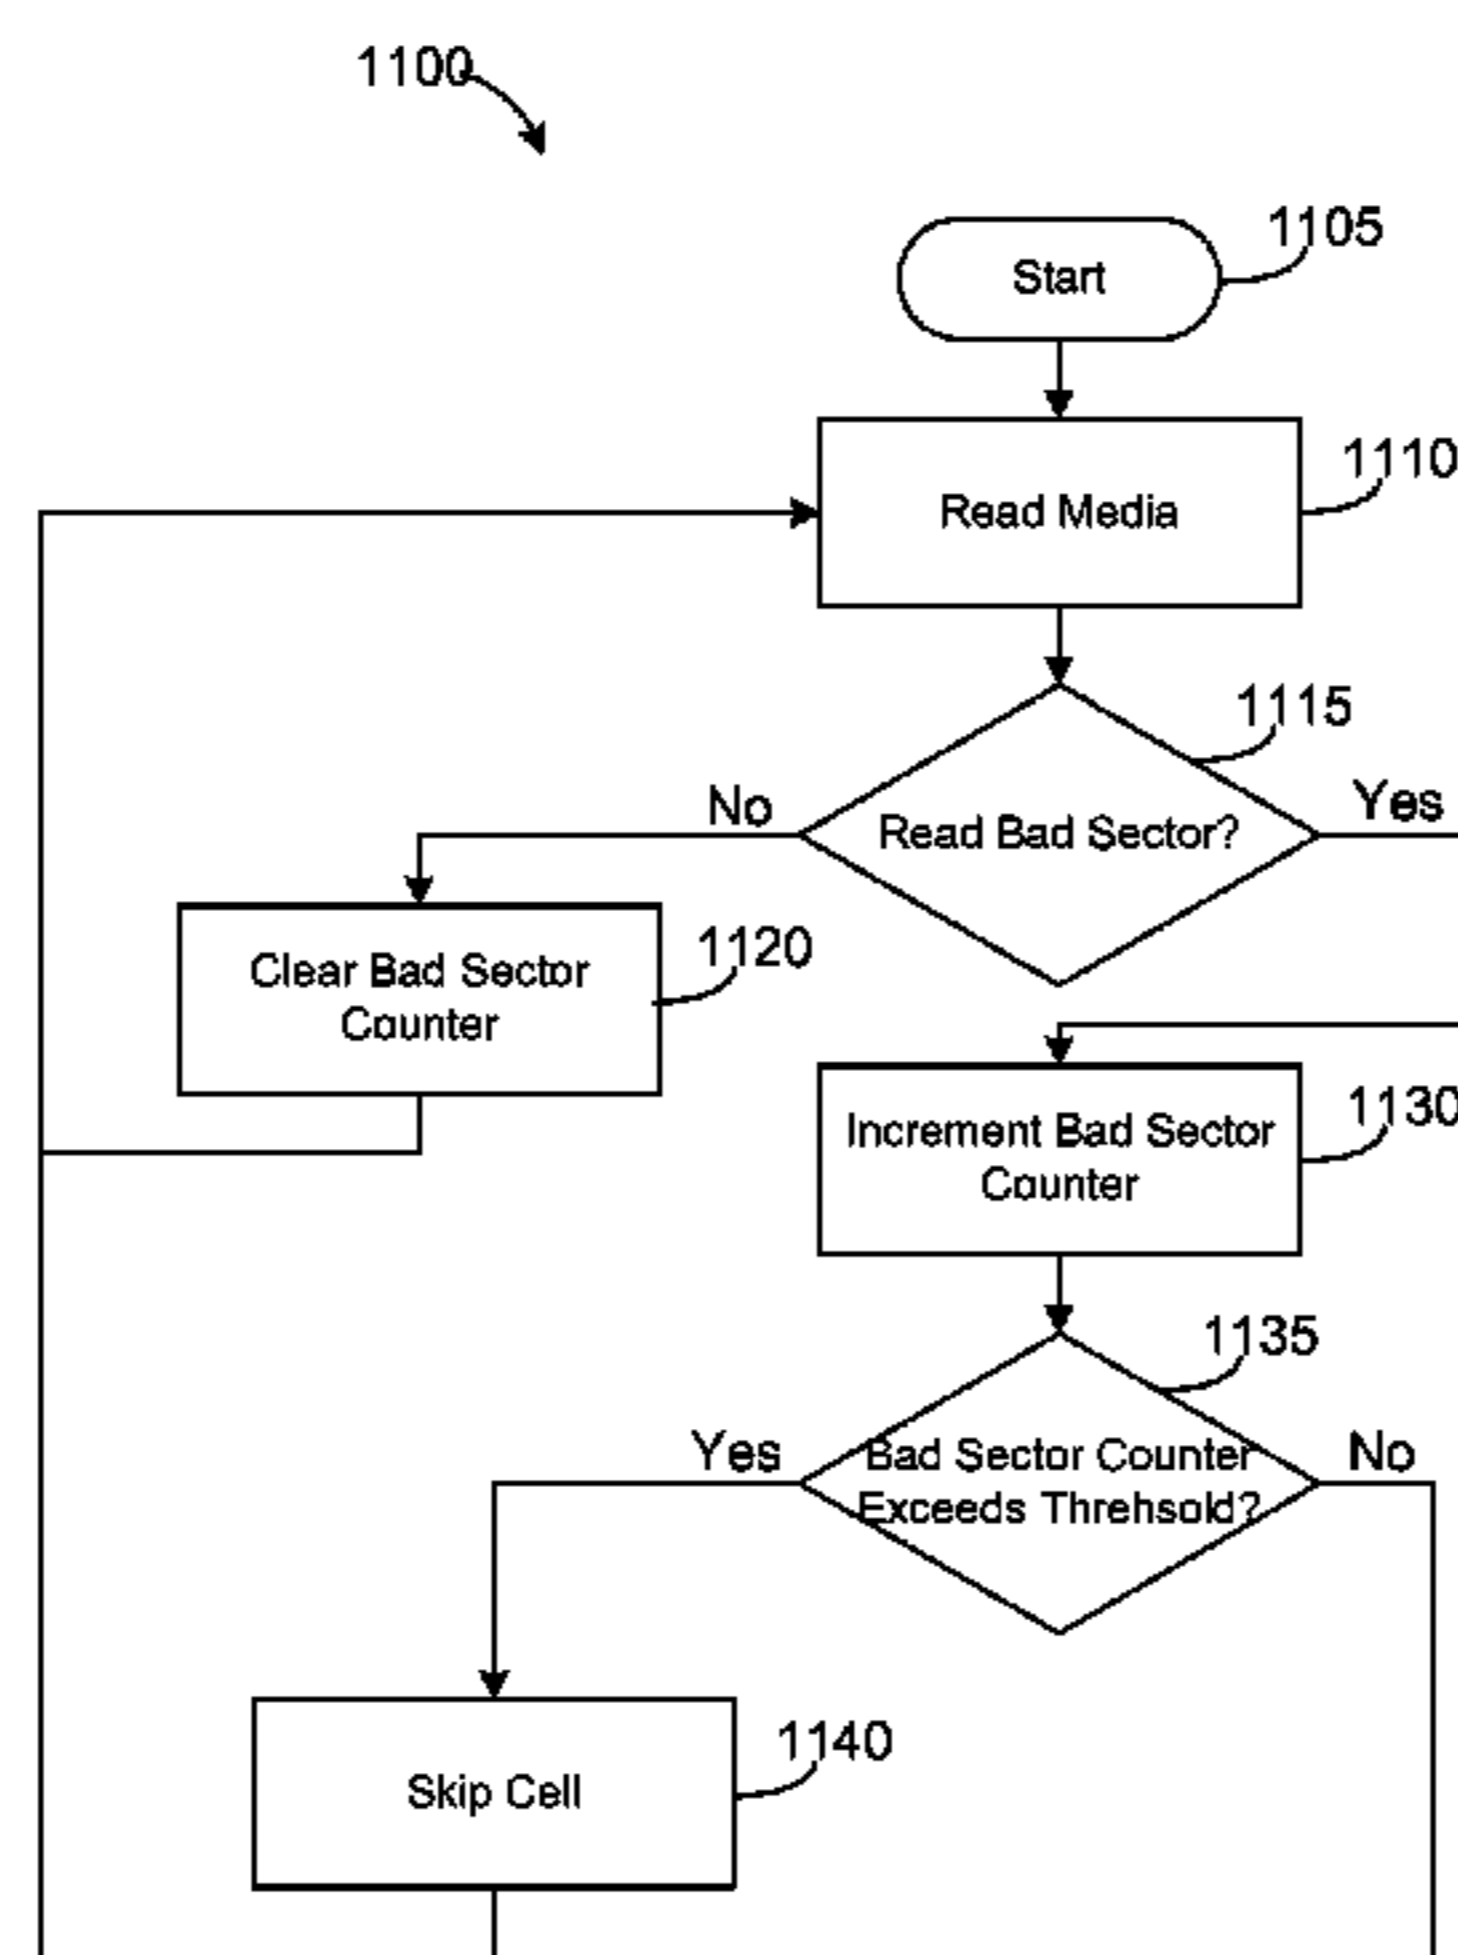 1100
1105
Start
1110
Read Media
1115
No
Yes
Read Bad Sector?
1120
Clear Bad Sector
Counter
1130
Increment Bad Sector
Counter
1135
Yes
No
Bad Sector Counter
Exceeds Threhsold?
1140
Skip Cell